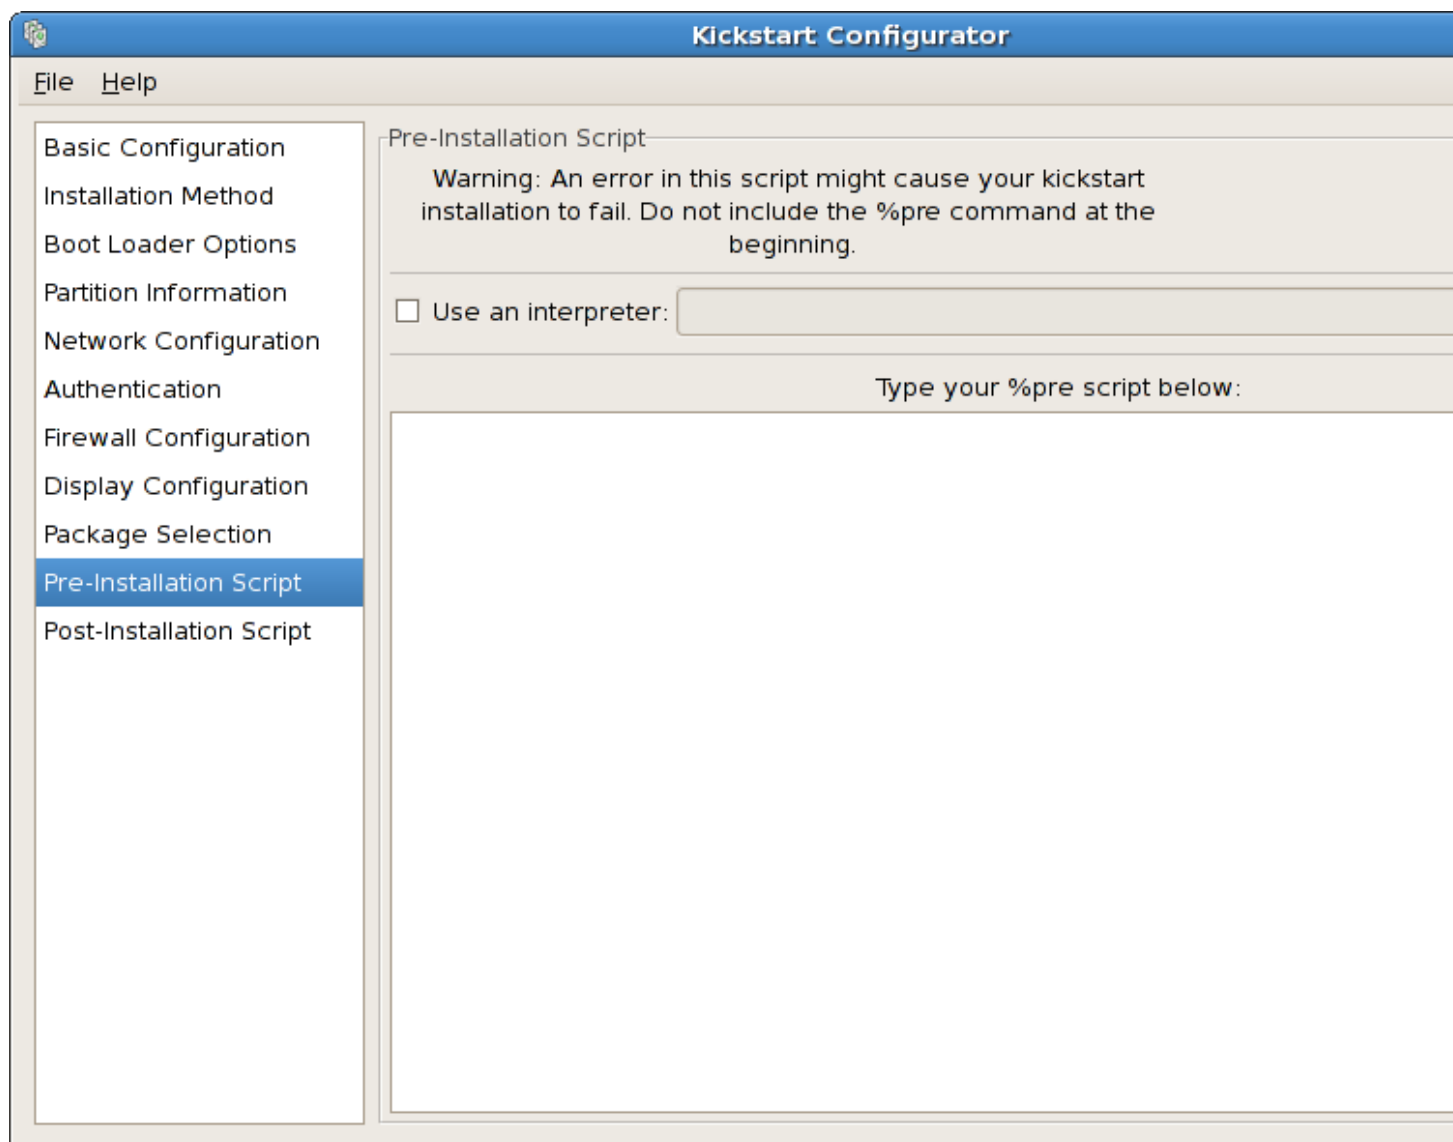 Kickstart Configurator
File Help
Basic Configuration
Installation Method
Boot Loader Options
Partition Information
Network Configuration
Authentication
Firewall Configuration
Display Configuration
Package Selection
Pre-Installation Script
Post-Installation Script
Pre-Installation Script
Warning: An error in this script might cause your kickstart
installation to fail. Do not include the %pre command at the
beginning.
Use an interpreter:
Type your %pre script below: